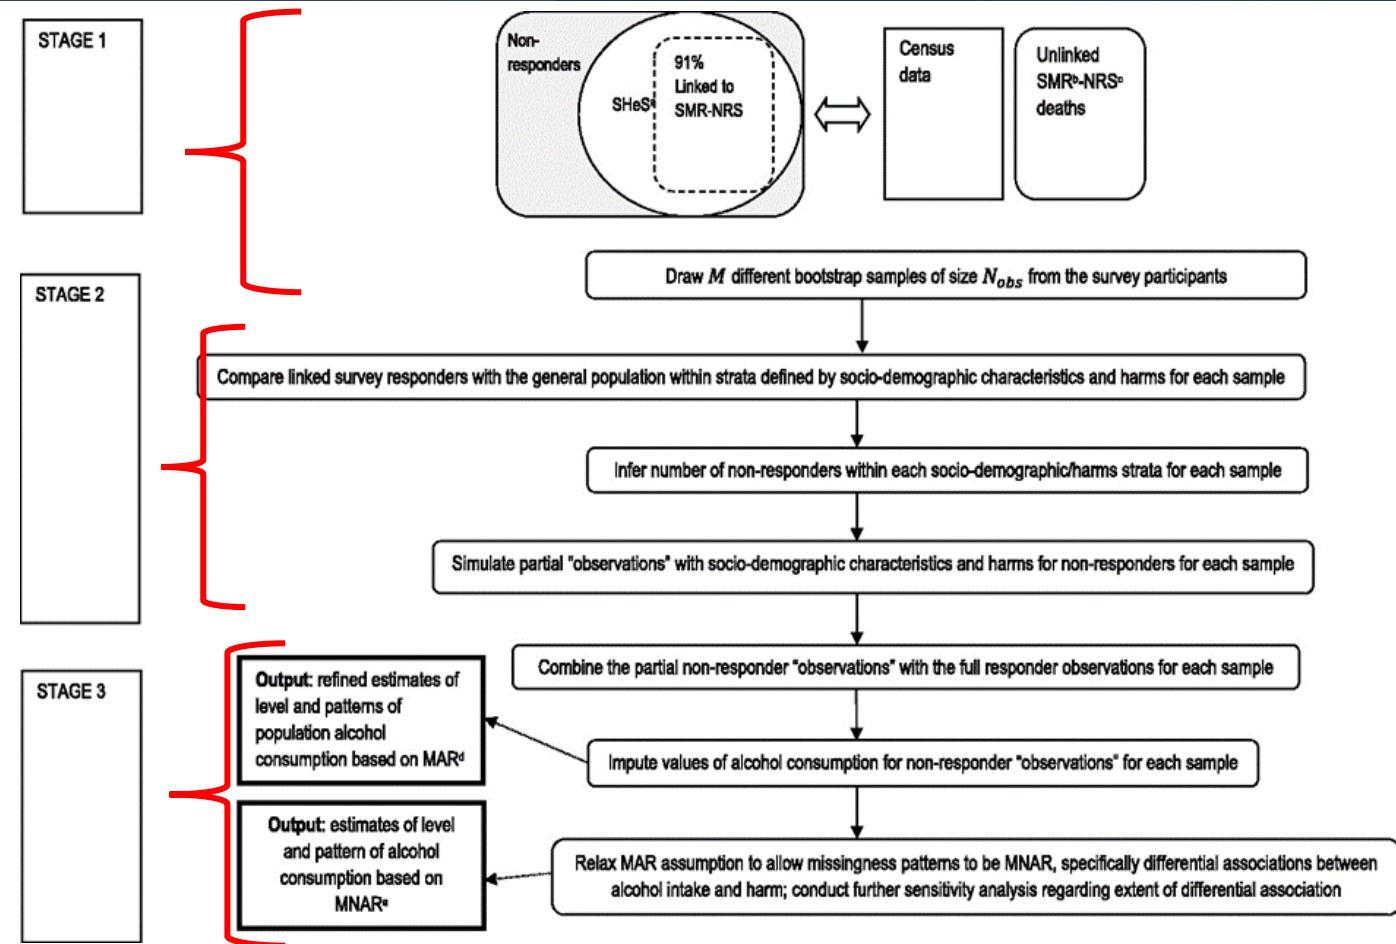 STAGE 1
Non-
responders
SHeSª
91%
Linked to
SMR-NRS
Census
data
Unlinked
SMRᵇ-NRSᶜ
deaths
STAGE 2
Draw M different bootstrap samples of size N_obs from the survey participants
Compare linked survey responders with the general population within strata defined by socio-demographic characteristics and harms for each sample
Infer number of non-responders within each socio-demographic/harms strata for each sample
Simulate partial "observations" with socio-demographic characteristics and harms for non-responders for each sample
STAGE 3
Combine the partial non-responder "observations" with the full responder observations for each sample
Output: refined estimates of
level and patterns of
population alcohol
consumption based on MARᵈ
Impute values of alcohol consumption for non-responder "observations" for each sample
Output: estimates of level
and pattern of alcohol
consumption based on
MNARᵉ
Relax MAR assumption to allow missingness patterns to be MNAR, specifically differential associations between
alcohol intake and harm; conduct further sensitivity analysis regarding extent of differential association